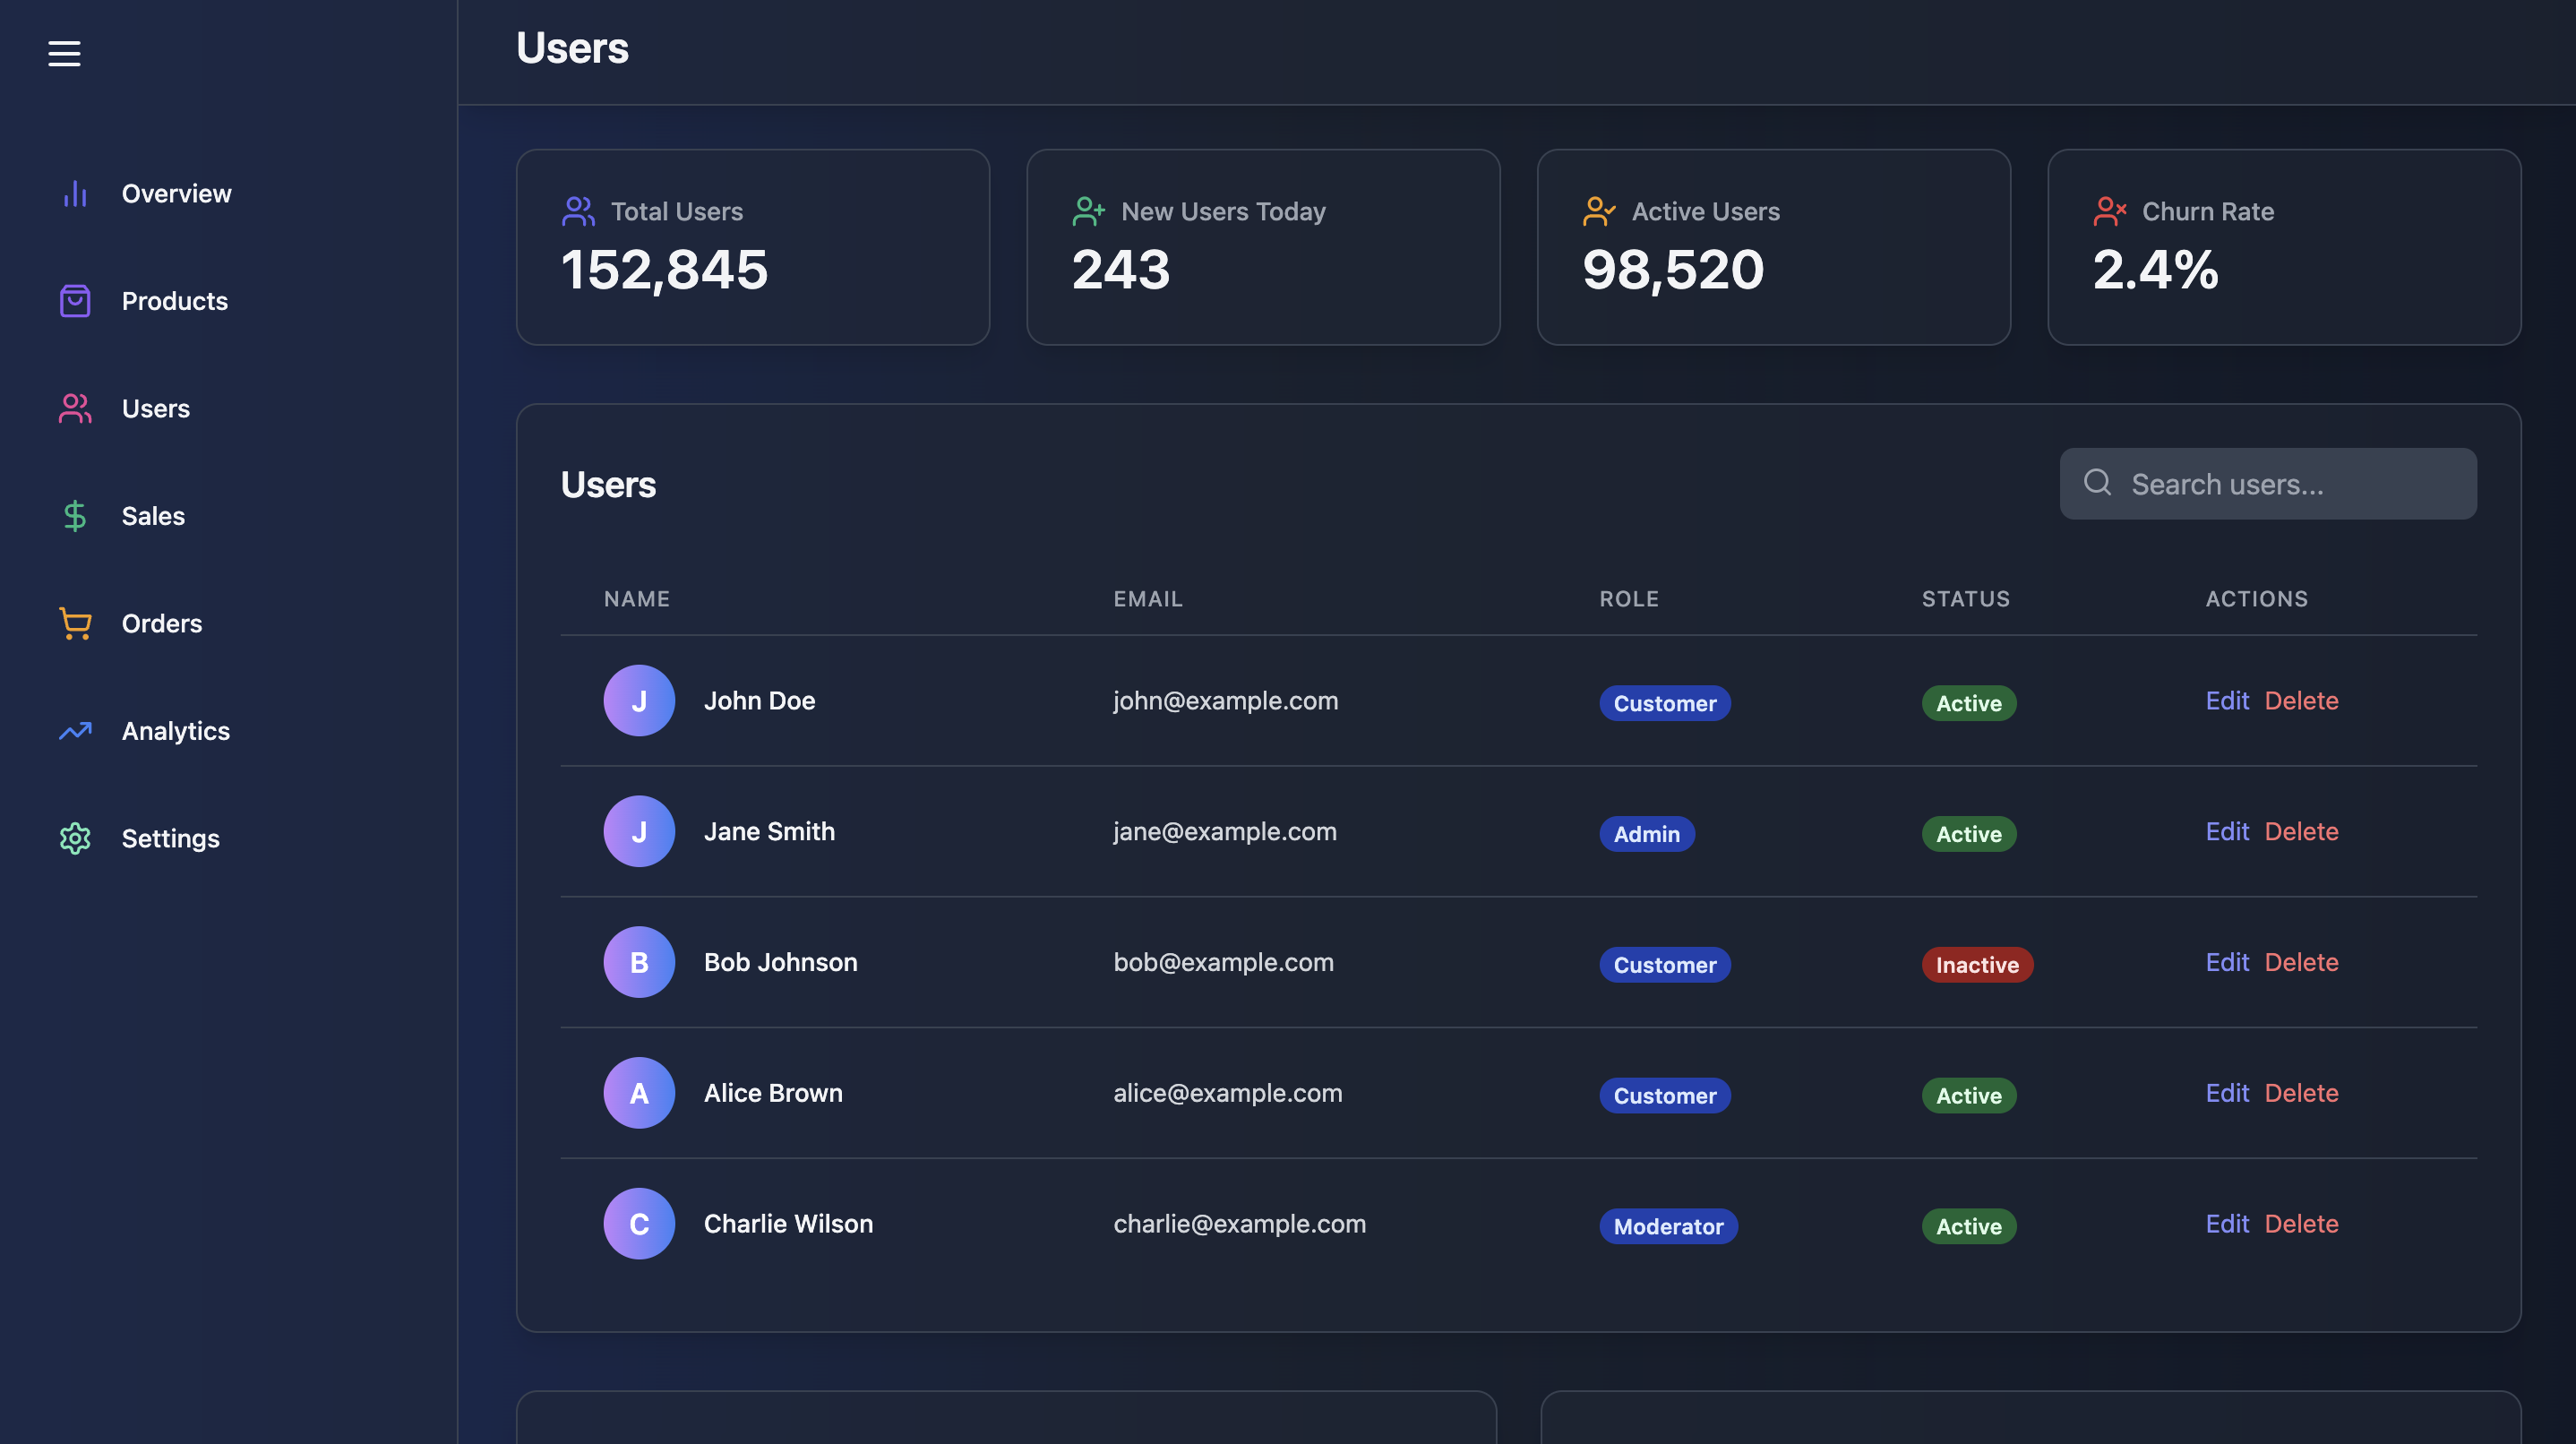 Users
Overview
Products
Users
Sales
Orders
Analytics
Settings
Total Users
152,845
New Users Today
243
Active Users
98,520
Churn Rate
2.4%
Users
Search users...
NAME EMAIL ROLE STATUS ACTIONS
J John Doe john@example.com Customer Active Edit Delete
J Jane Smith jane@example.com Admin Active Edit Delete
B Bob Johnson bob@example.com Customer Inactive Edit Delete
A Alice Brown alice@example.com Customer Active Edit Delete
C Charlie Wilson charlie@example.com Moderator Active Edit Delete